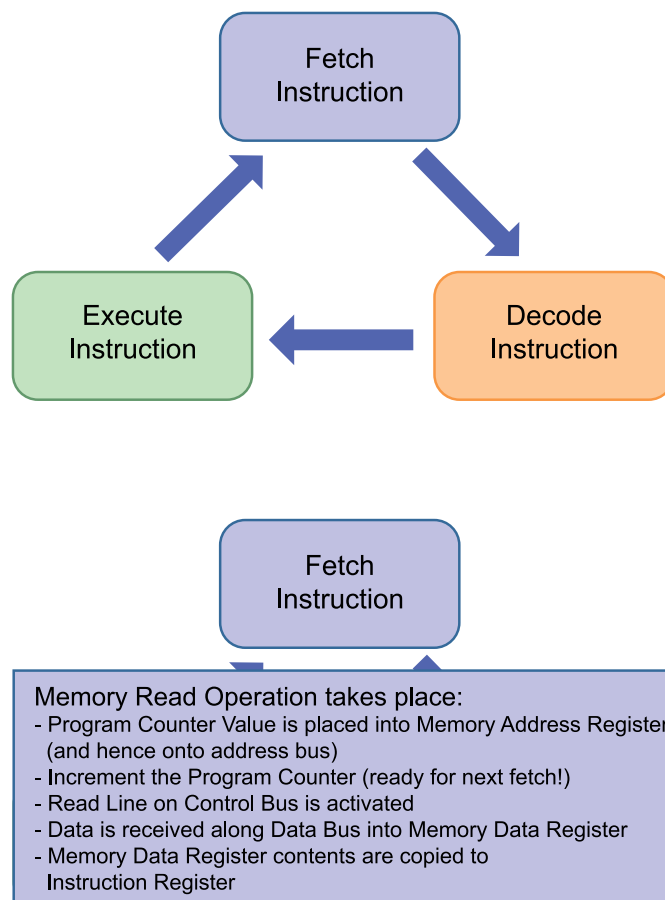 Fetch
Instruction
Execute
Instruction
Decode
Instruction
Fetch
Instruction
Memory Read Operation takes place:
- Program Counter Value is placed into Memory Address Register
(and hence onto address bus)
- Increment the Program Counter (ready for next fetch!)
- Read Line on Control Bus is activated
- Data is received along Data Bus into Memory Data Register
- Memory Data Register contents are copied to
Instruction Register